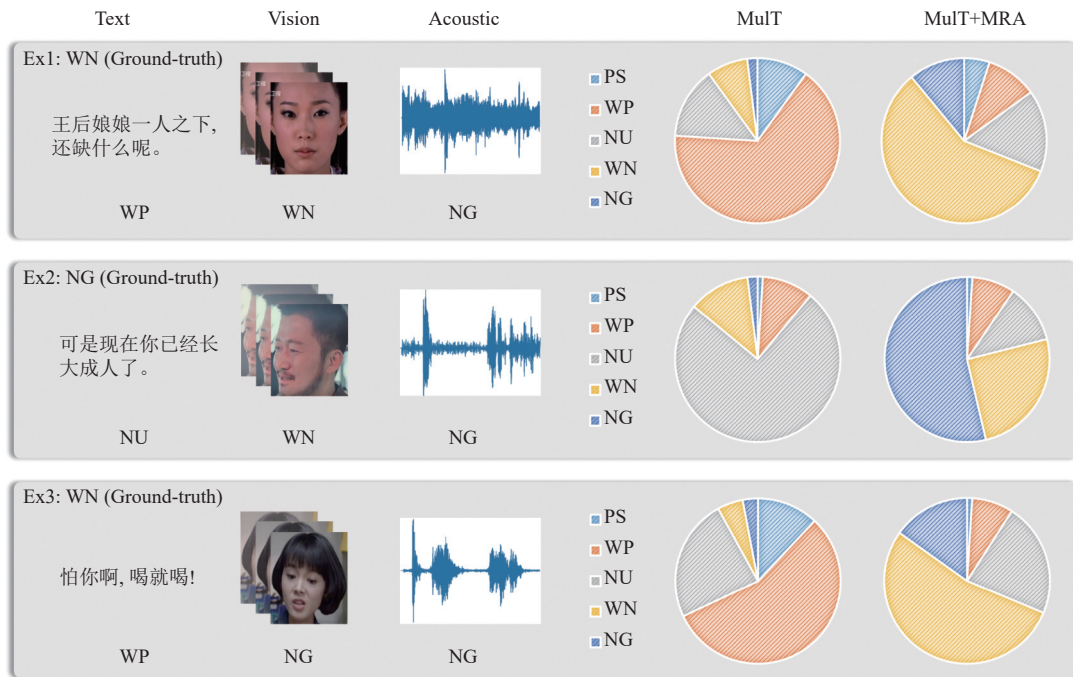 Text Vision Acoustic MulT MulT+MRA
Ex1: WN (Ground-truth)
王后娘娘一人之下,
还缺什么呢。
WP WN NG
PS
WP
NU
WN
NG
Ex2: NG (Ground-truth)
可是现在你已经长
大成人了。
NU WN NG
PS
WP
NU
WN
NG
Ex3: WN (Ground-truth)
怕你啊, 喝就喝!
WP NG NG
PS
WP
NU
WN
NG